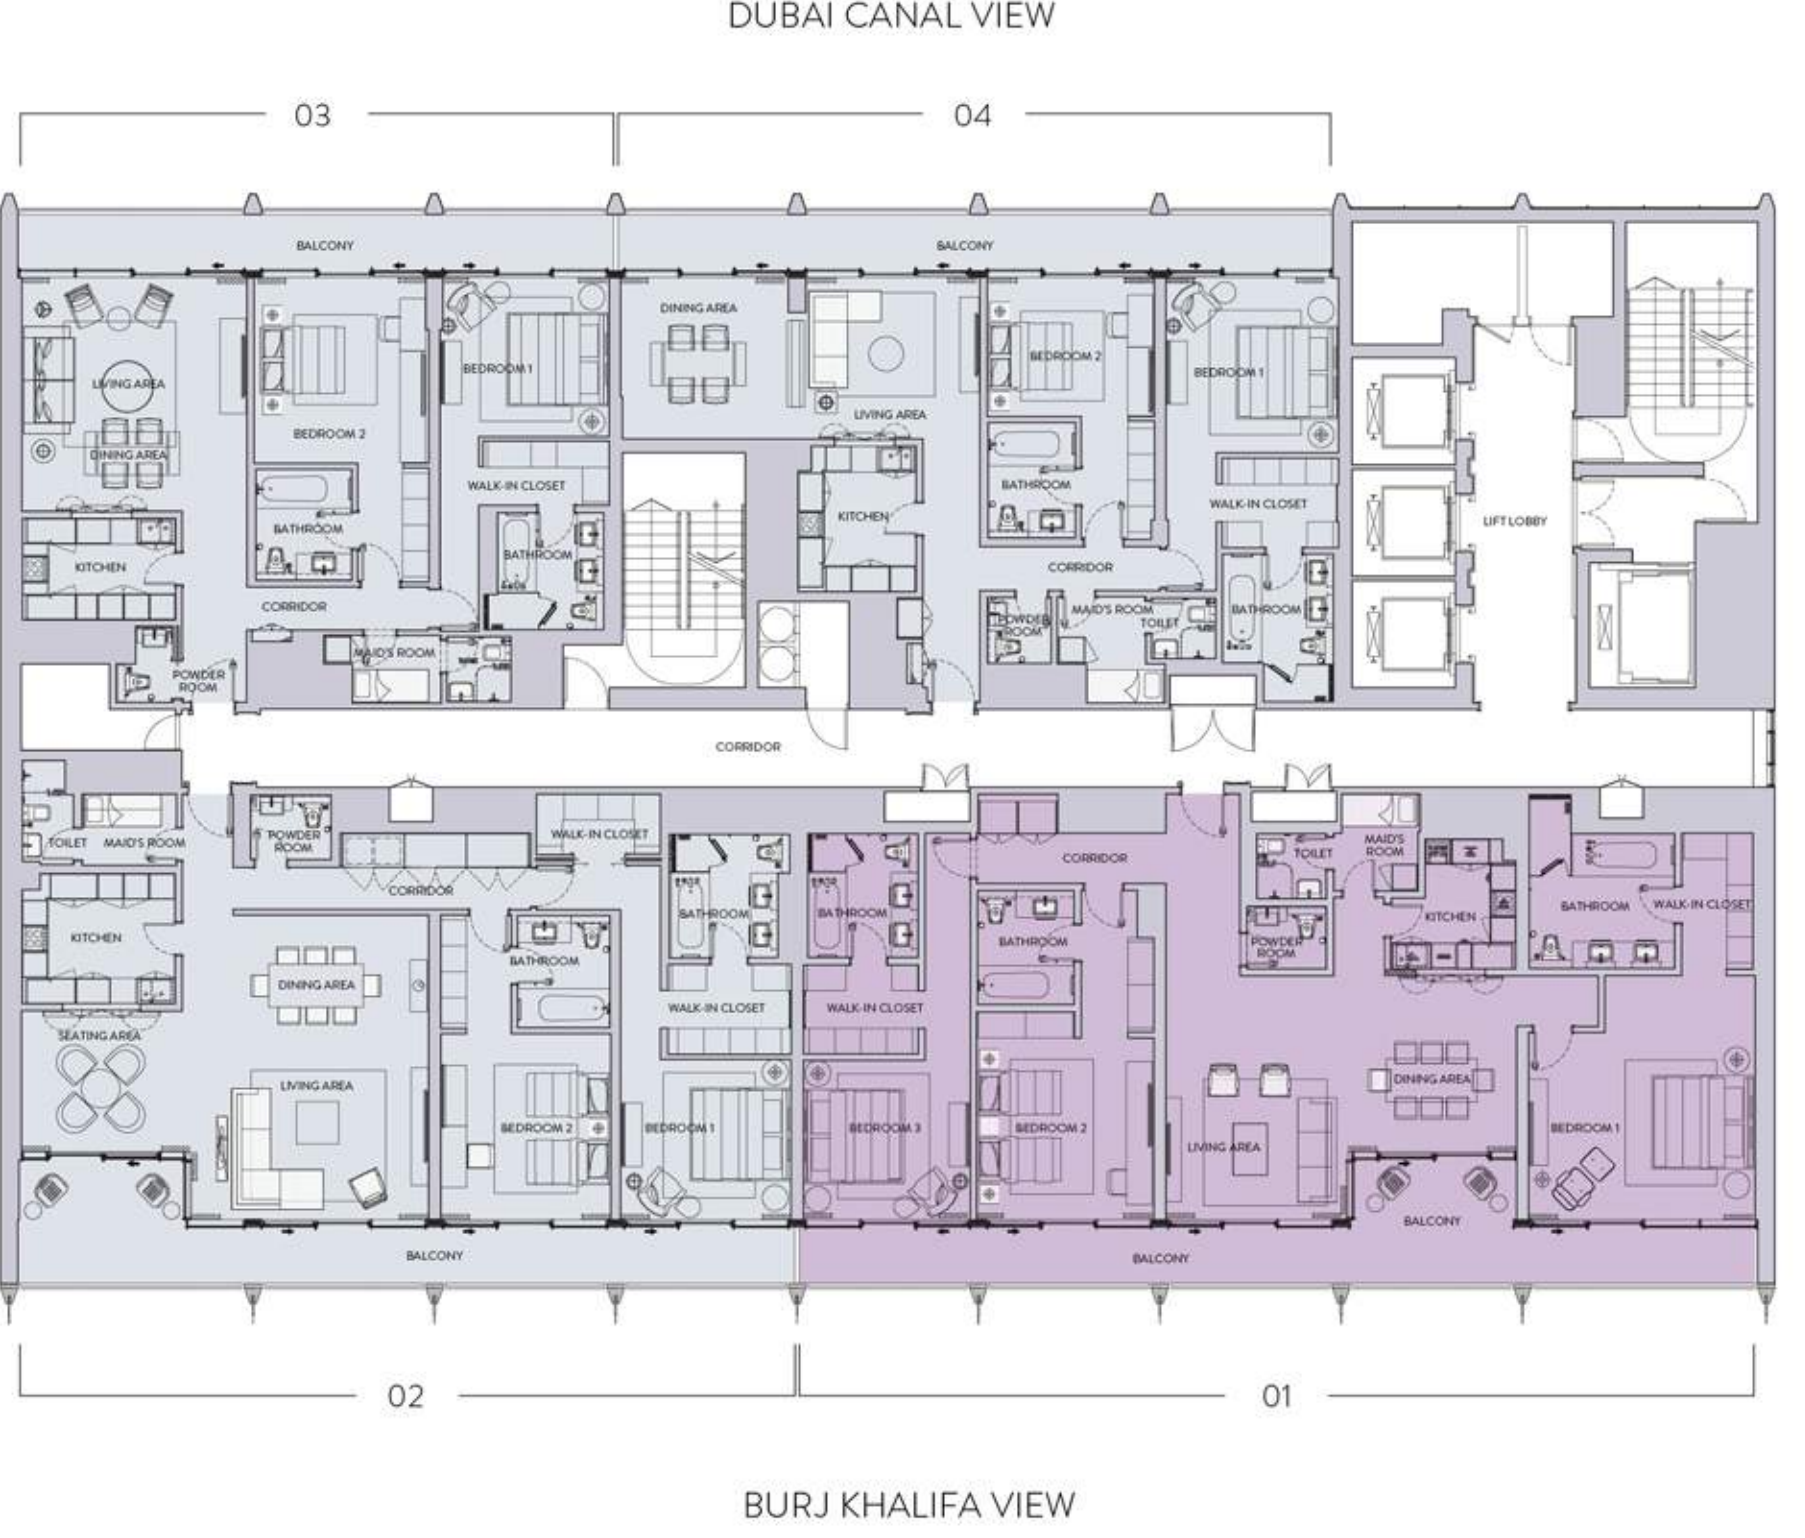 DUBAI CANAL VIEW
03
04
BALCONY
BALCONY
LIVING AREA
DINING AREA
KITCHEN
POWDER
ROOM
BEDROOM 2
BATHROOM
CORRIDOR
MAID'S ROOM
BEDROOM 1
WALK-IN CLOSET
BATHROOM
DINING AREA
LIVING AREA
KITCHEN
BEDROOM 2
BATHROOM
CORRIDOR
POWDER
ROOM
MAID'S ROOM
TOILET
BEDROOM 1
WALK-IN CLOSET
BATHROOM
LIFT LOBBY
CORRIDOR
TOILET
MAID'S ROOM
POWDER
ROOM
CORRIDOR
WALK-IN CLOSET
KITCHEN
SEATING AREA
DINING AREA
LIVING AREA
BATHROOM
BEDROOM 2
BATHROOM
WALK-IN CLOSET
BEDROOM 1
BALCONY
BATHROOM
WALK-IN CLOSET
BEDROOM 3
CORRIDOR
BATHROOM
BEDROOM 2
TOILET
MAID'S
ROOM
POWDER
ROOM
KITCHEN
BATHROOM
WALK-IN CLOSET
LIVING AREA
DINING AREA
BEDROOM 1
BALCONY
BALCONY
02
01
BURJ KHALIFA VIEW